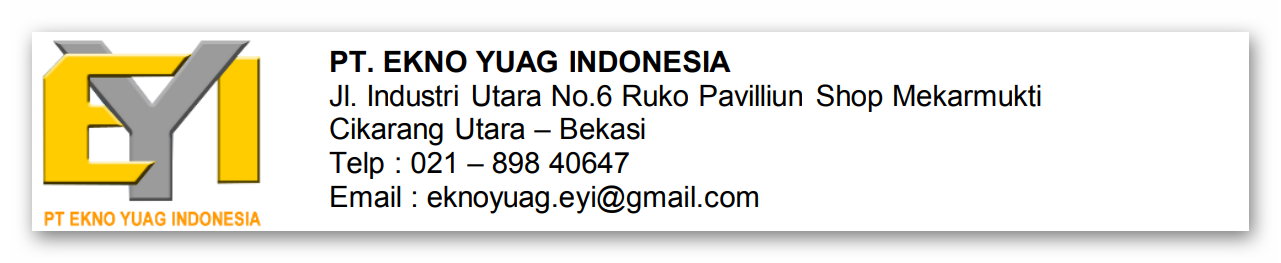 EYI
PT EKNO YUAG INDONESIA
PT. EKNO YUAG INDONESIA
Jl. Industri Utara No.6 Ruko Pavilliun Shop Mekarmukti
Cikarang Utara – Bekasi
Telp : 021 – 898 40647
Email : eknoyuag.eyi@gmail.com